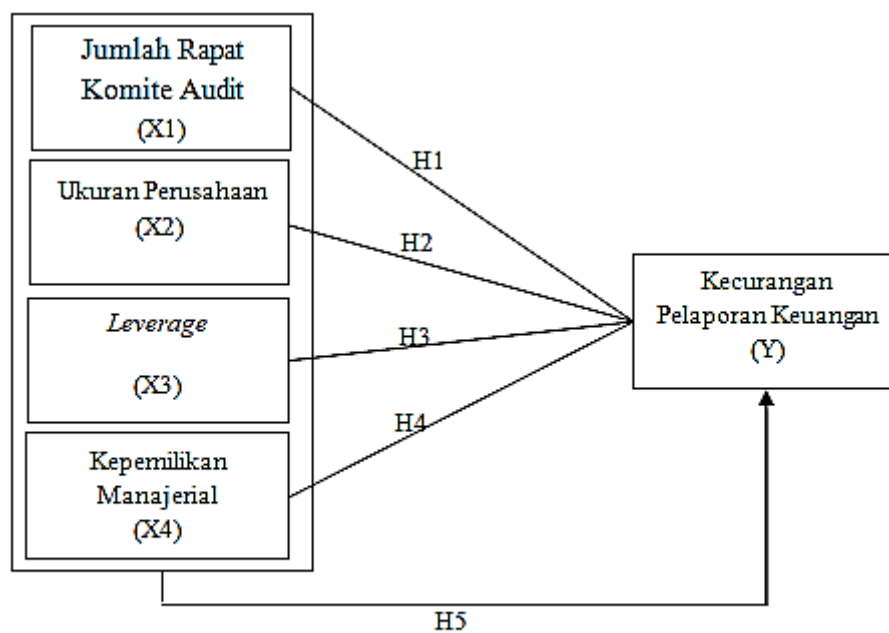 Jumlah Rapat
Komite Audit
(X1)
Ukuran Perusahaan
(X2)
Leverage
(X3)
Kepemilikan
Manajerial
(X4)
H1
H2
H3
H4
Kecurangan
Pelaporan Keuangan
(Y)
H5